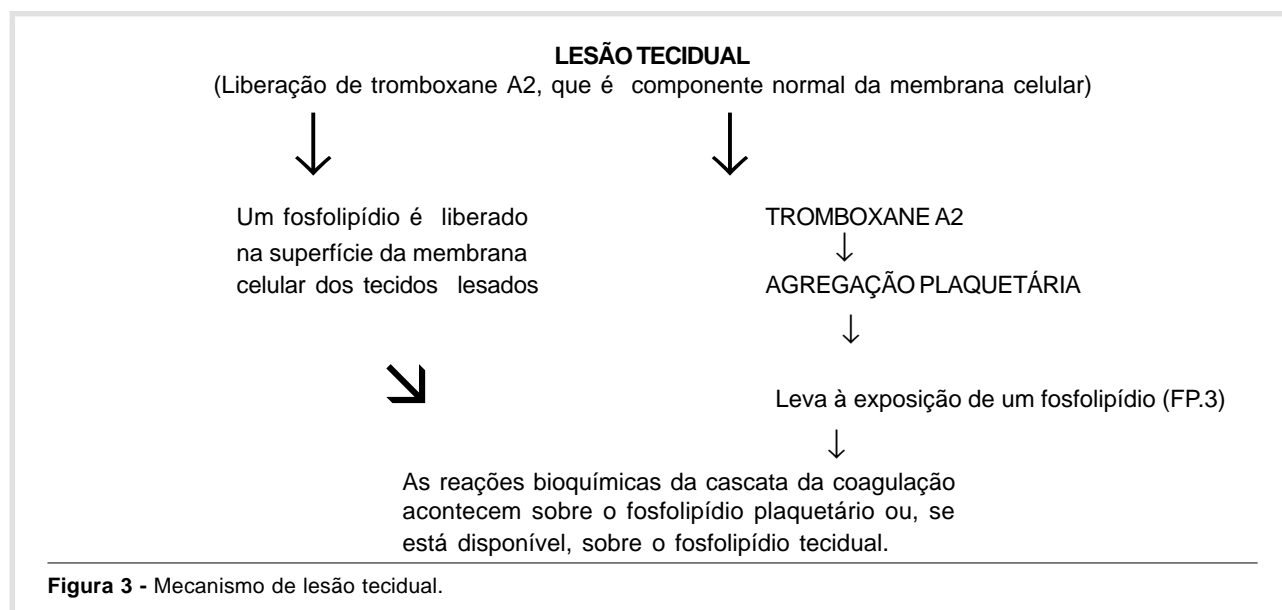 LESÃO TECIDUAL
(Liberação de tromboxane A2, que é componente normal da membrana celular)
Um fosfolipídio é liberado
na superfície da membrana
celular dos tecidos lesados
TROMBOXANE A2
AGREGAÇÃO PLAQUETÁRIA
Leva à exposição de um fosfolipídio (FP.3)
As reações bioquímicas da cascata da coagulação
acontecem sobre o fosfolipídio plaquetário ou, se
está disponível, sobre o fosfolipídio tecidual.
Figura 3 - Mecanismo de lesão tecidual.